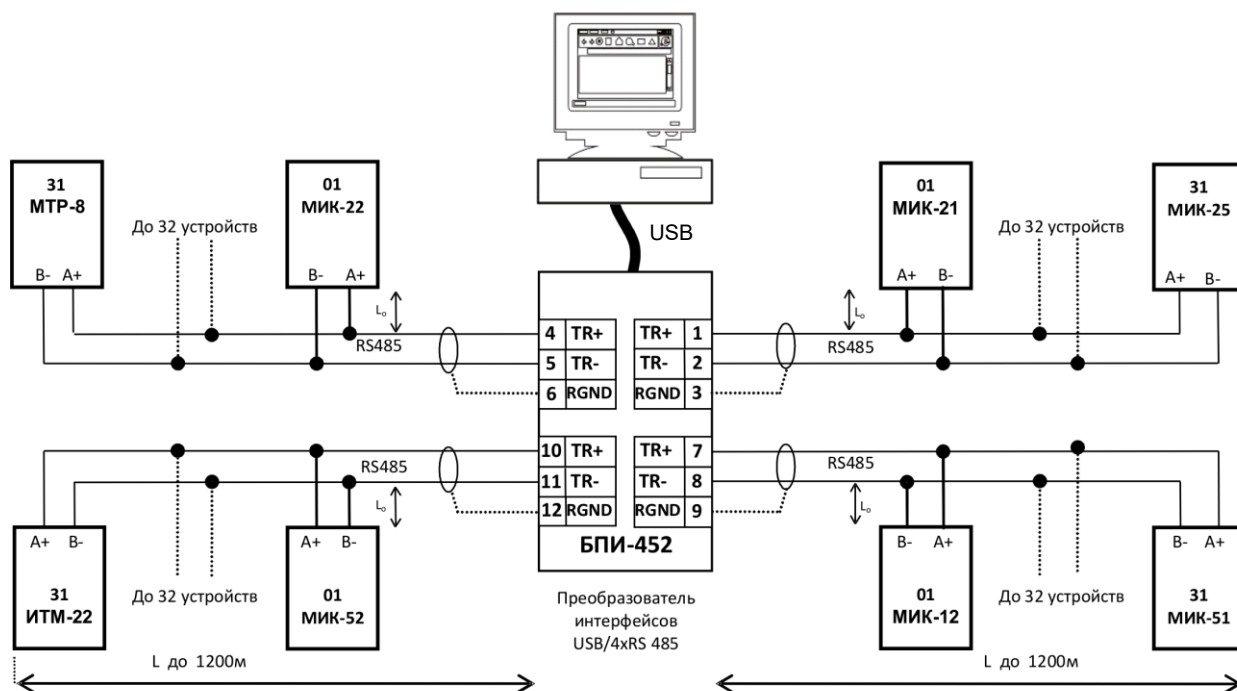 USB
31
МТР-8
B- A+
До 32 устройств
01
МИК-22
B- A+
L₀
RS485
01
МИК-21
A+ B-
L₀
RS485
До 32 устройств
31
МИК-25
A+ B-
4 TR+
5 TR-
6 RGND
TR+ 1
TR- 2
RGND 3
10 TR+
11 TR-
12 RGND
TR+ 7
TR- 8
RGND 9
БПИ-452
RS485
L₀
A+ B-
31
ИТМ-22
До 32 устройств
A+ B-
01
МИК-52
RS485
L₀
B- A+
01
МИК-12
До 32 устройств
B- A+
31
МИК-51
Преобразователь
интерфейсов
USB/4xRS 485
L до 1200м
L до 1200м